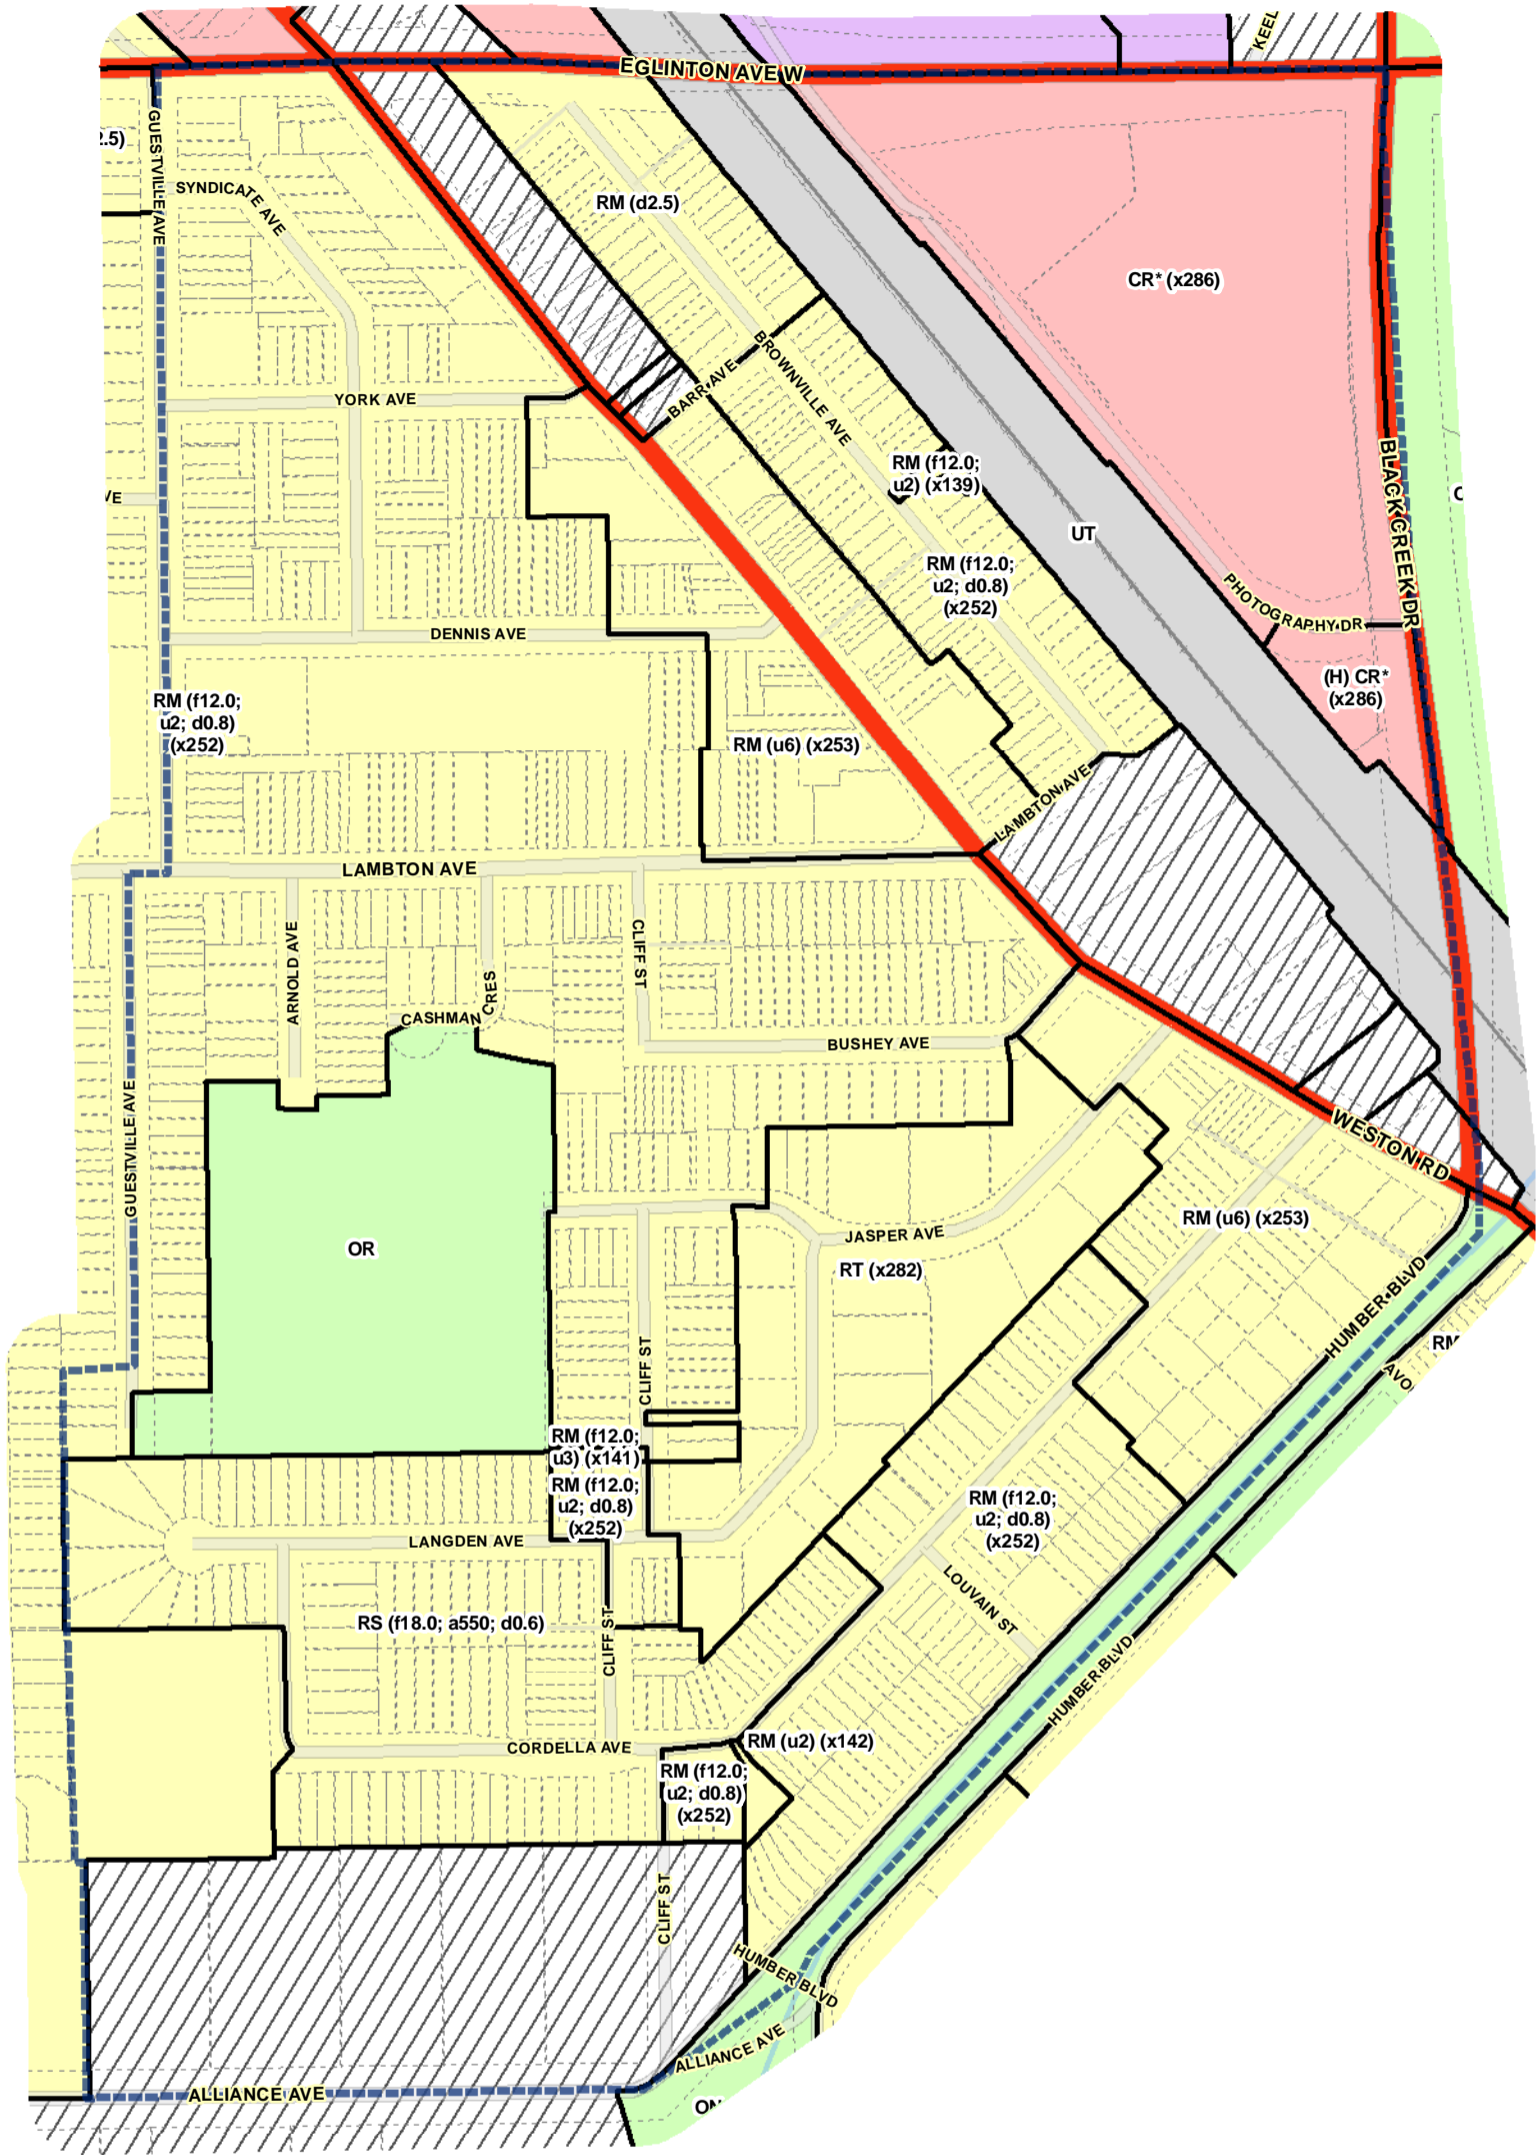 KEEL
EGLINTON AVE W
2.5)
GUESTVILLE AVE
SYNDICATE AVE
RM (d2.5)
CR* (x286)
BARR AVE
BROWNVILLE AVE
YORK AVE
RM (f12.0;
u2) (x139)
VE
BLACK CREEK DR
UT
RM (f12.0;
u2; d0.8)
(x252)
PHOTOGRAPHY DR
DENNIS AVE
(H) CR*
(x286)
RM (f12.0;
u2; d0.8)
(x252)
RM (u6) (x253)
LAMBTON AVE
LAMBTON AVE
ARNOLD AVE
CLIFF ST
CRES
CASHMAN
BUSHEY AVE
GUESTVILLE AVE
WESTON RD
RM (u6) (x253)
JASPER AVE
OR
RT (x282)
HUMBER BLVD
RM
AVO
CLIFF ST
RM (f12.0;
u3) (x141)
RM (f12.0;
u2; d0.8)
(x252)
RM (f12.0;
u2; d0.8)
(x252)
LANGDEN AVE
LOUVAIN ST
RS (f18.0; a550; d0.6)
CLIFF ST
HUMBER BLVD
CORDELLA AVE
RM (u2) (x142)
RM (f12.0;
u2; d0.8)
(x252)
CLIFF ST
HUMBER BLVD
ALLIANCE AVE
ALLIANCE AVE